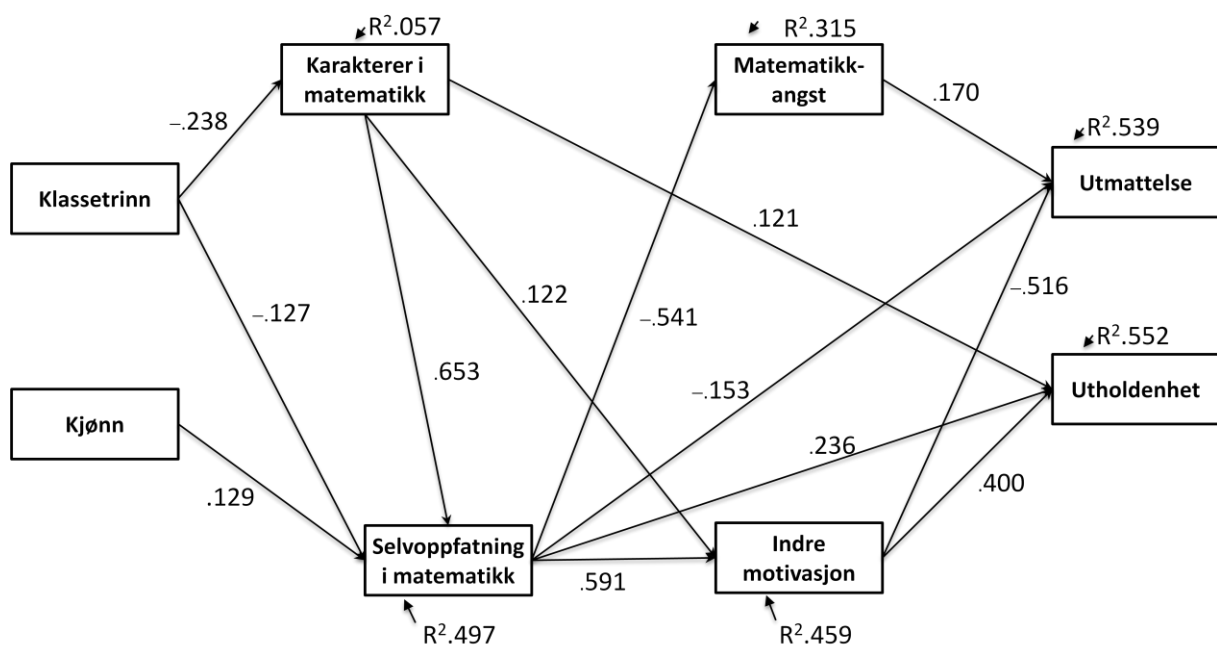 R².057
R².315
Karakterer i
matematikk
Matematikk-
angst
.170
–.238
R².539
Klassetrinn
Utmattelse
.121
.122
–.516
–.127
–.541
R².552
.653
–.153
Utholdenhet
Kjønn
.236
.400
.129
Selvoppfatning
i matematikk
Indre
motivasjon
.591
R².497
R².459